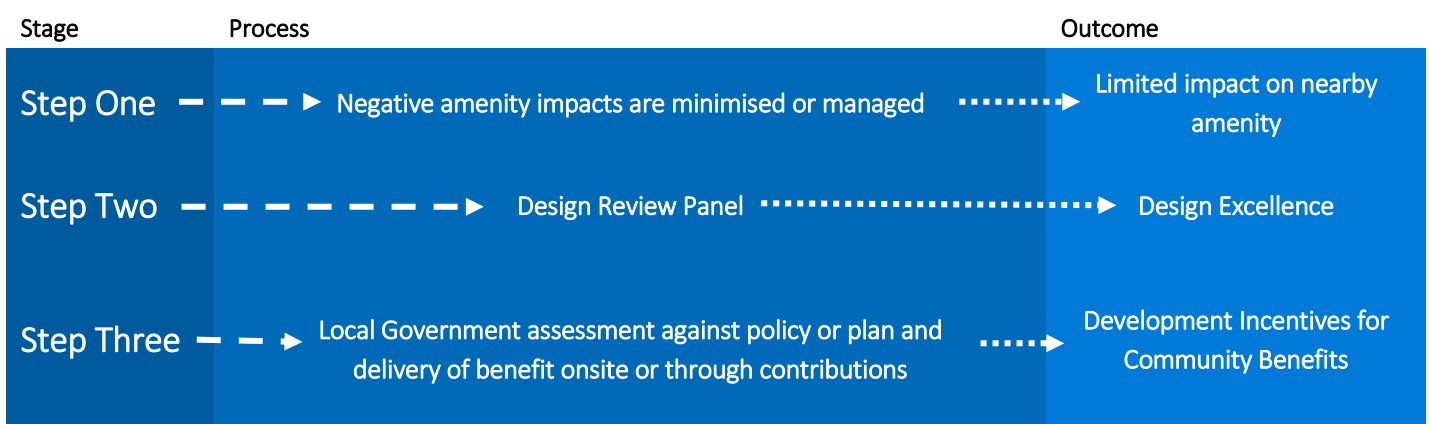 Stage Process Outcome
Step One Negative amenity impacts are minimised or managed Limited impact on nearby
amenity
Step Two Design Review Panel Design Excellence
Step Three Local Government assessment against policy or plan and
delivery of benefit onsite or through contributions
Development Incentives for
Community Benefits